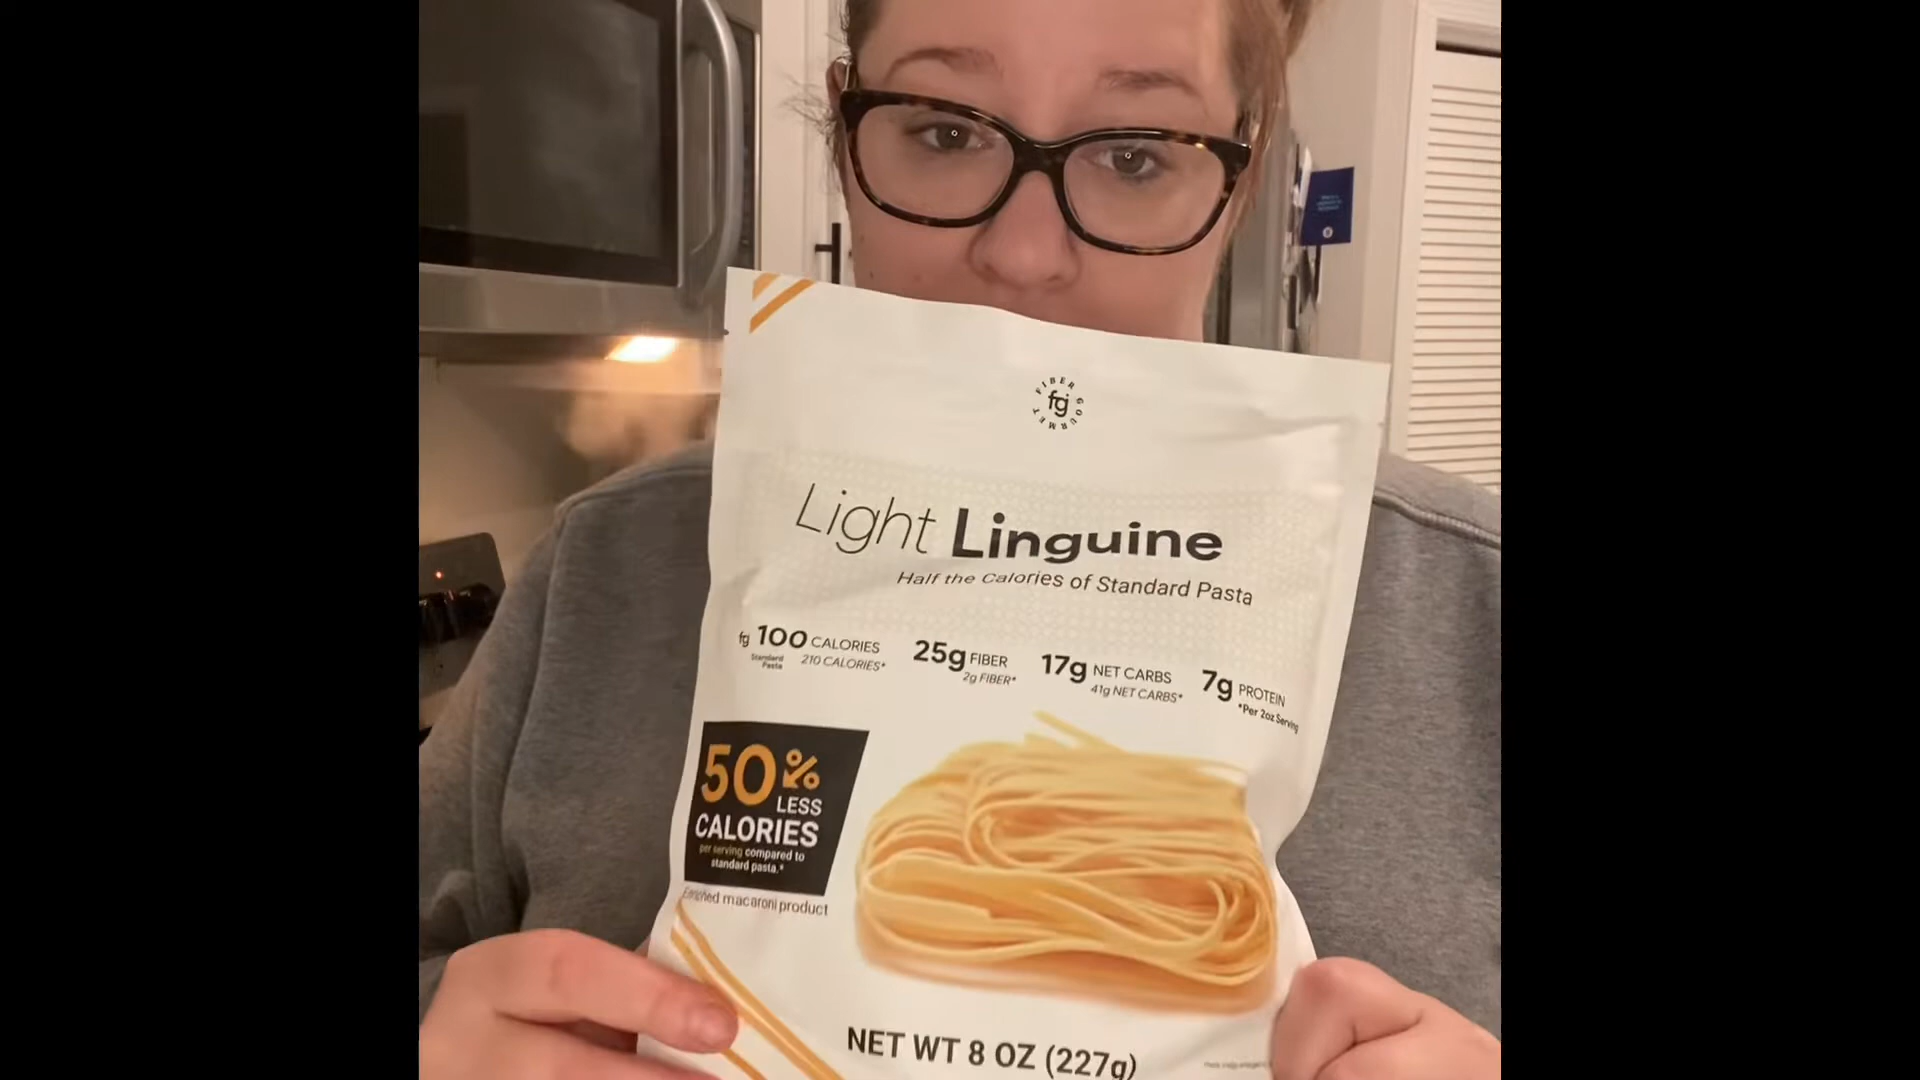 FIBER GOURMET
fg
Light Linguine
Half the Calories of Standard Pasta
fg 100 CALORIES
Standard Pasta 210 CALORIES*
25g FIBER
2g FIBER*
17g NET CARBS
41g NET CARBS*
7g PROTEIN
*Per 2oz Serving
50%
LESS
CALORIES
per serving compared to
standard pasta.*
Enriched macaroni product
NET WT 8 OZ (227g)